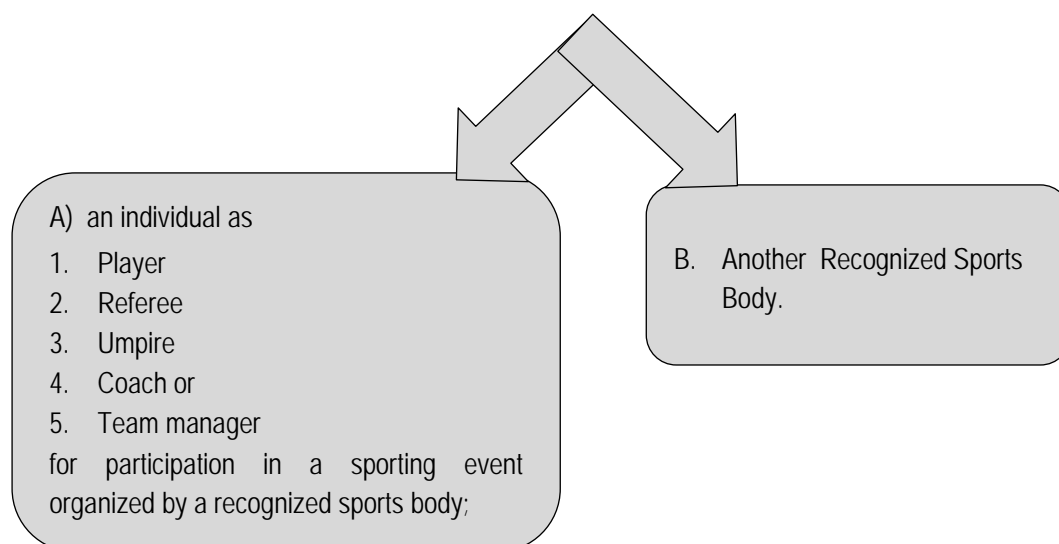 A) an individual as
1. Player
2. Referee
3. Umpire
4. Coach or
5. Team manager
for participation in a sporting event
organized by a recognized sports body;
B. Another Recognized Sports
Body.